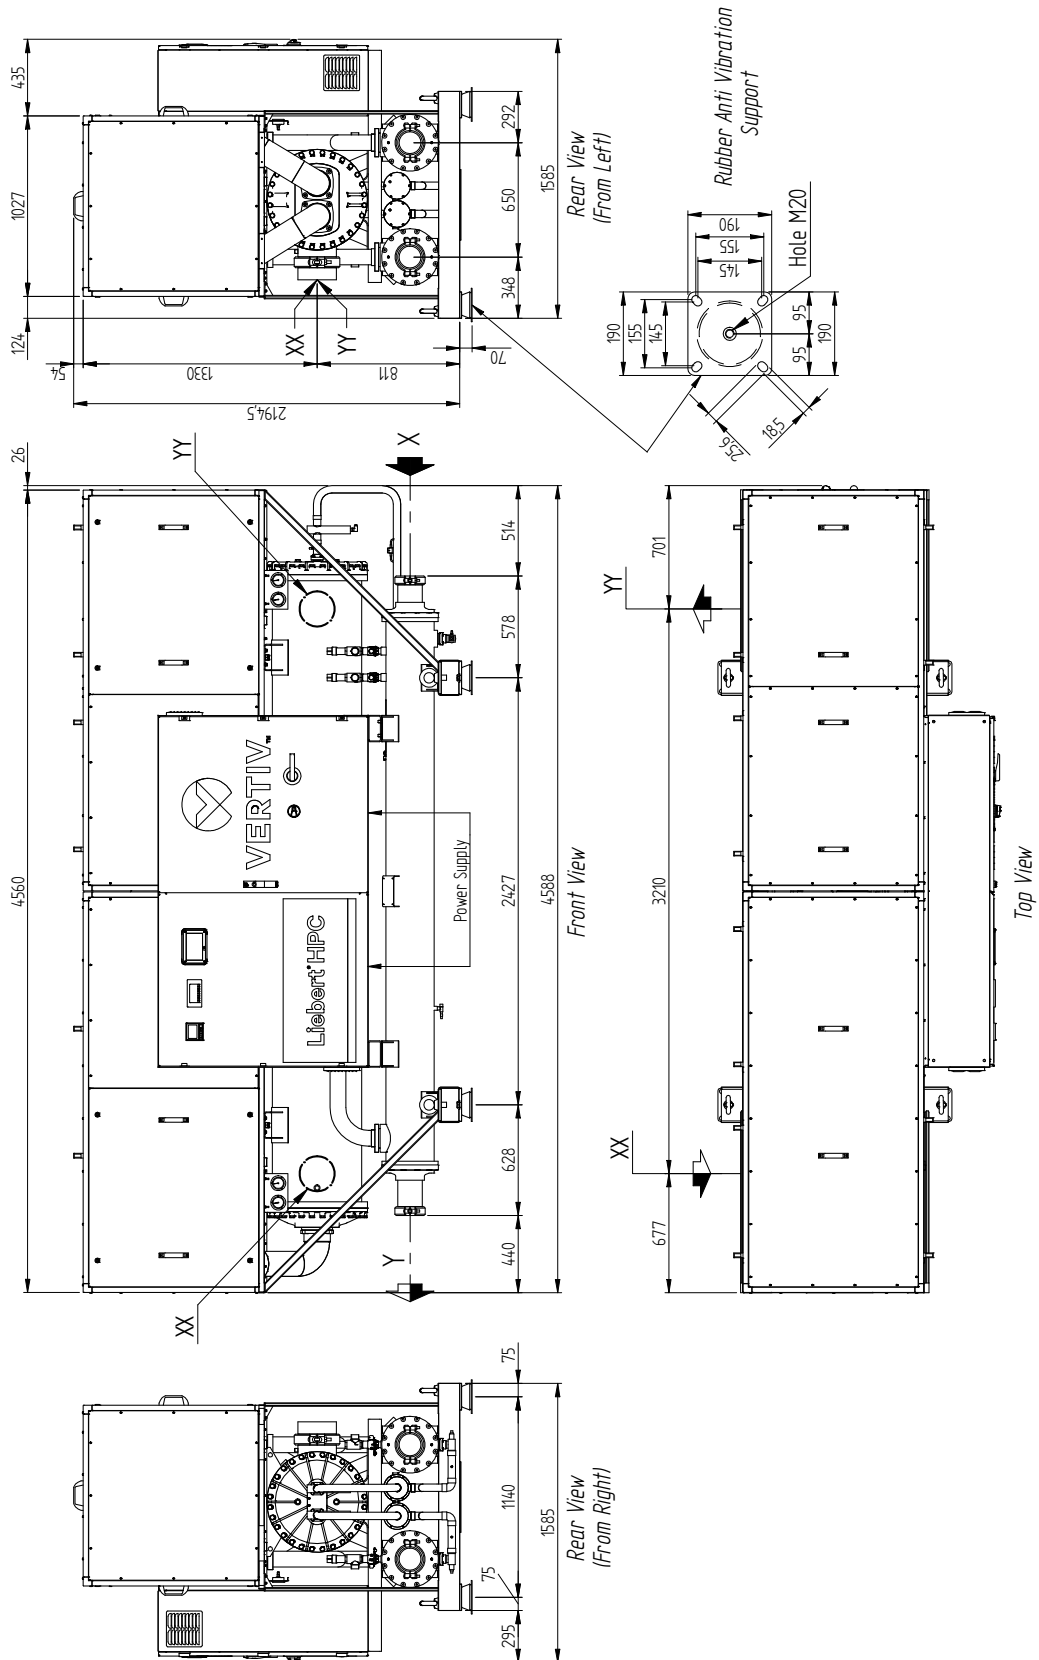 435
1027
124
54
1330
811
2194,5
70
XX
YY
292
650
348
1585
Rear View
(From Left)
Rubber Anti Vibration
Support
190
155
145
Hole M20
190
155
145
95
95
190
25,6
18,5
26
4560
YY
X
514
578
2427
4588
628
440
VERTIV™
Liebert® HPC
Power Supply
Y
XX
Front View
701
YY
3210
XX
677
Top View
75
1140
75
295
1585
Rear View
(From Right)